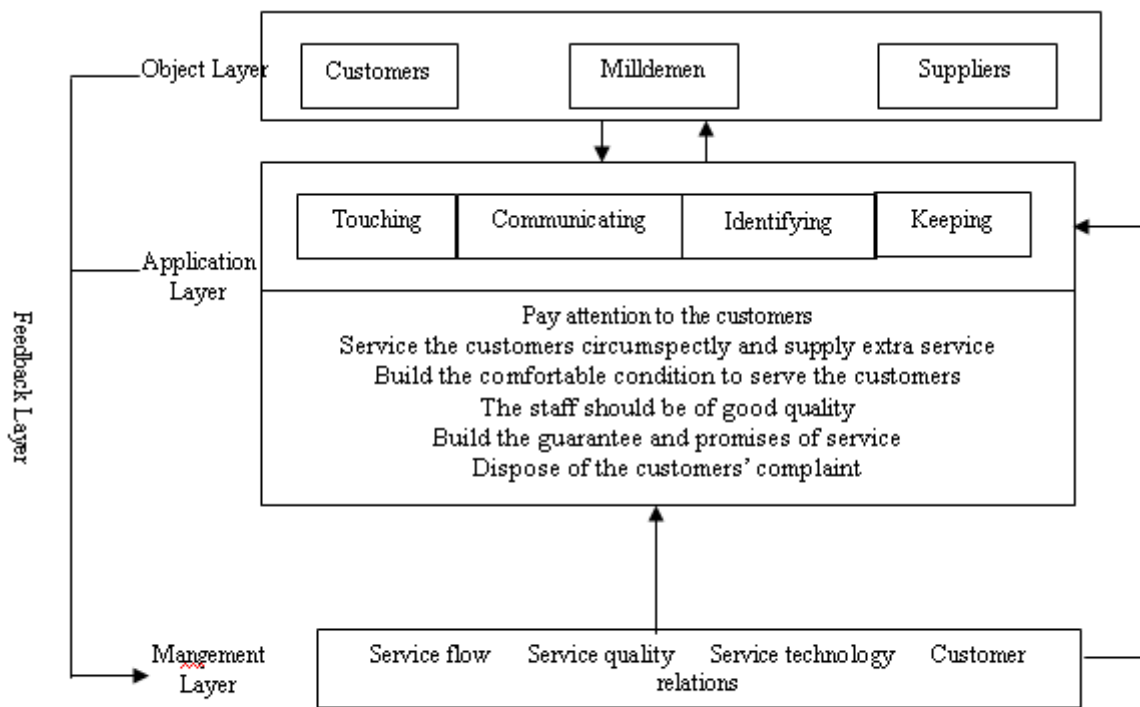 Object Layer
Customers
Milldemen
Suppliers
Touching
Communicating
Identifying
Keeping
Application
Layer
Pay attention to the customers
Service the customers circumspectly and supply extra service
Build the comfortable condition to serve the customers
The staff should be of good quality
Build the guarantee and promises of service
Dispose of the customers’ complaint
Feedback Layer
Mangement
Layer
Service flow Service quality Service technology Customer
relations